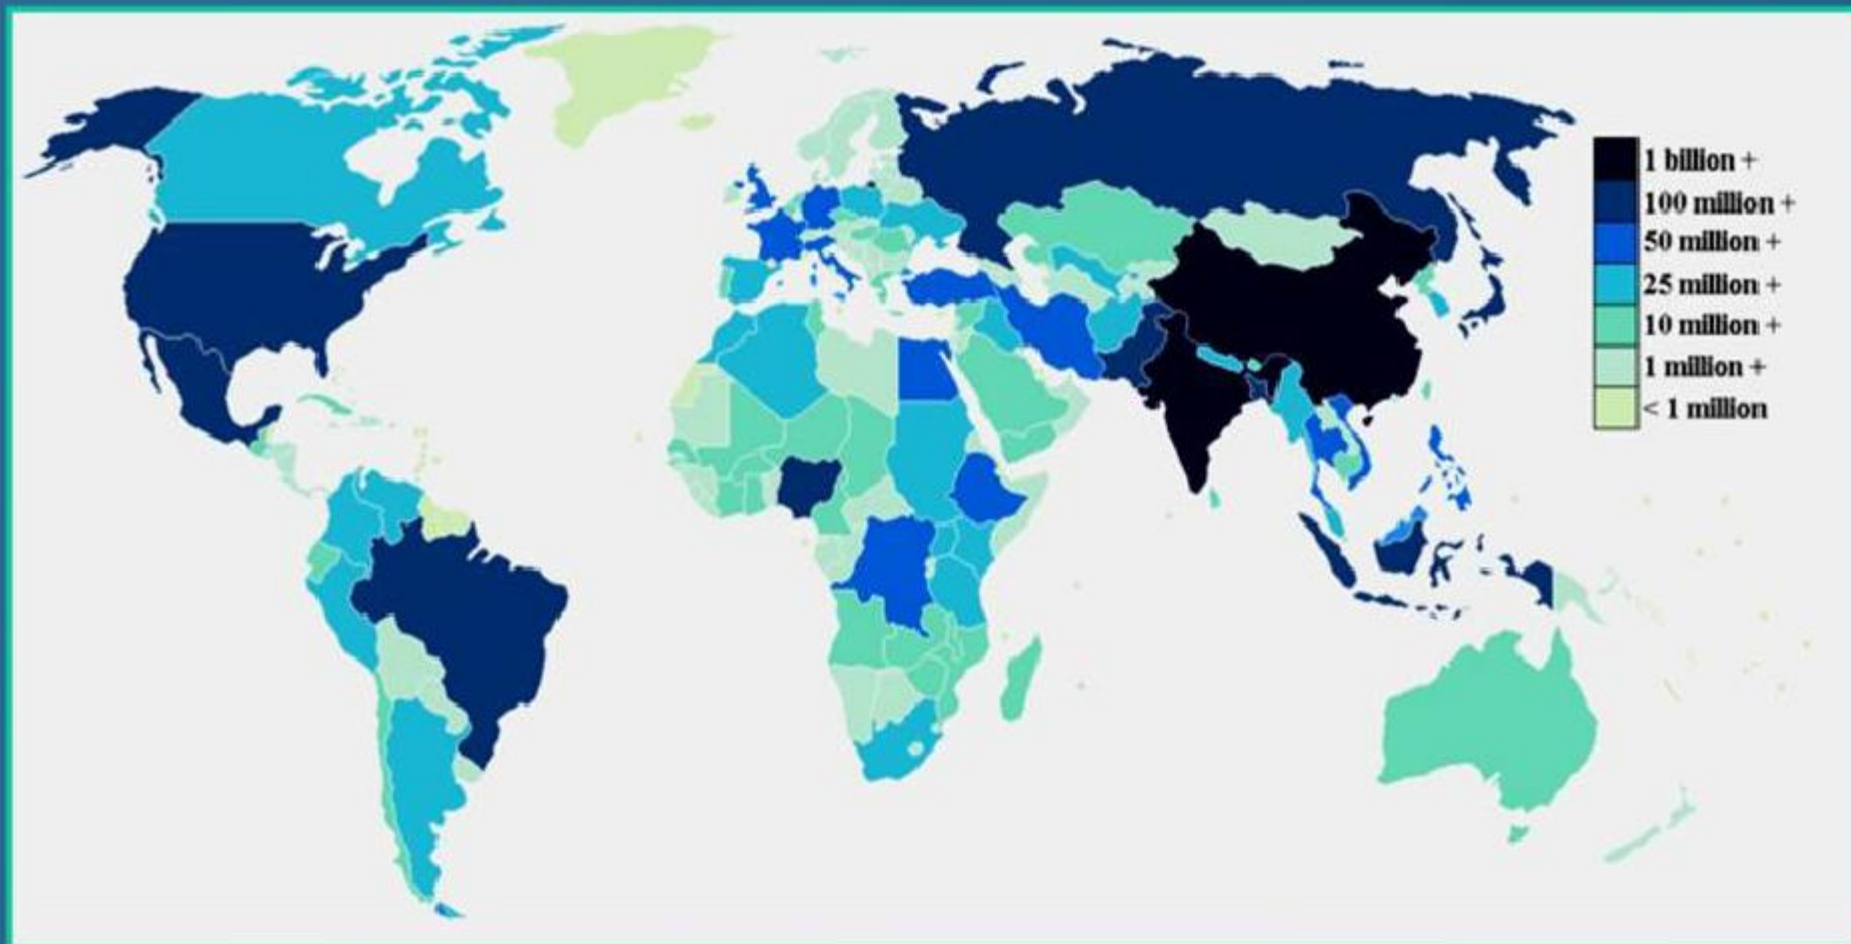 1 billion +
100 million +
50 million +
25 million +
10 million +
1 million +
< 1 million